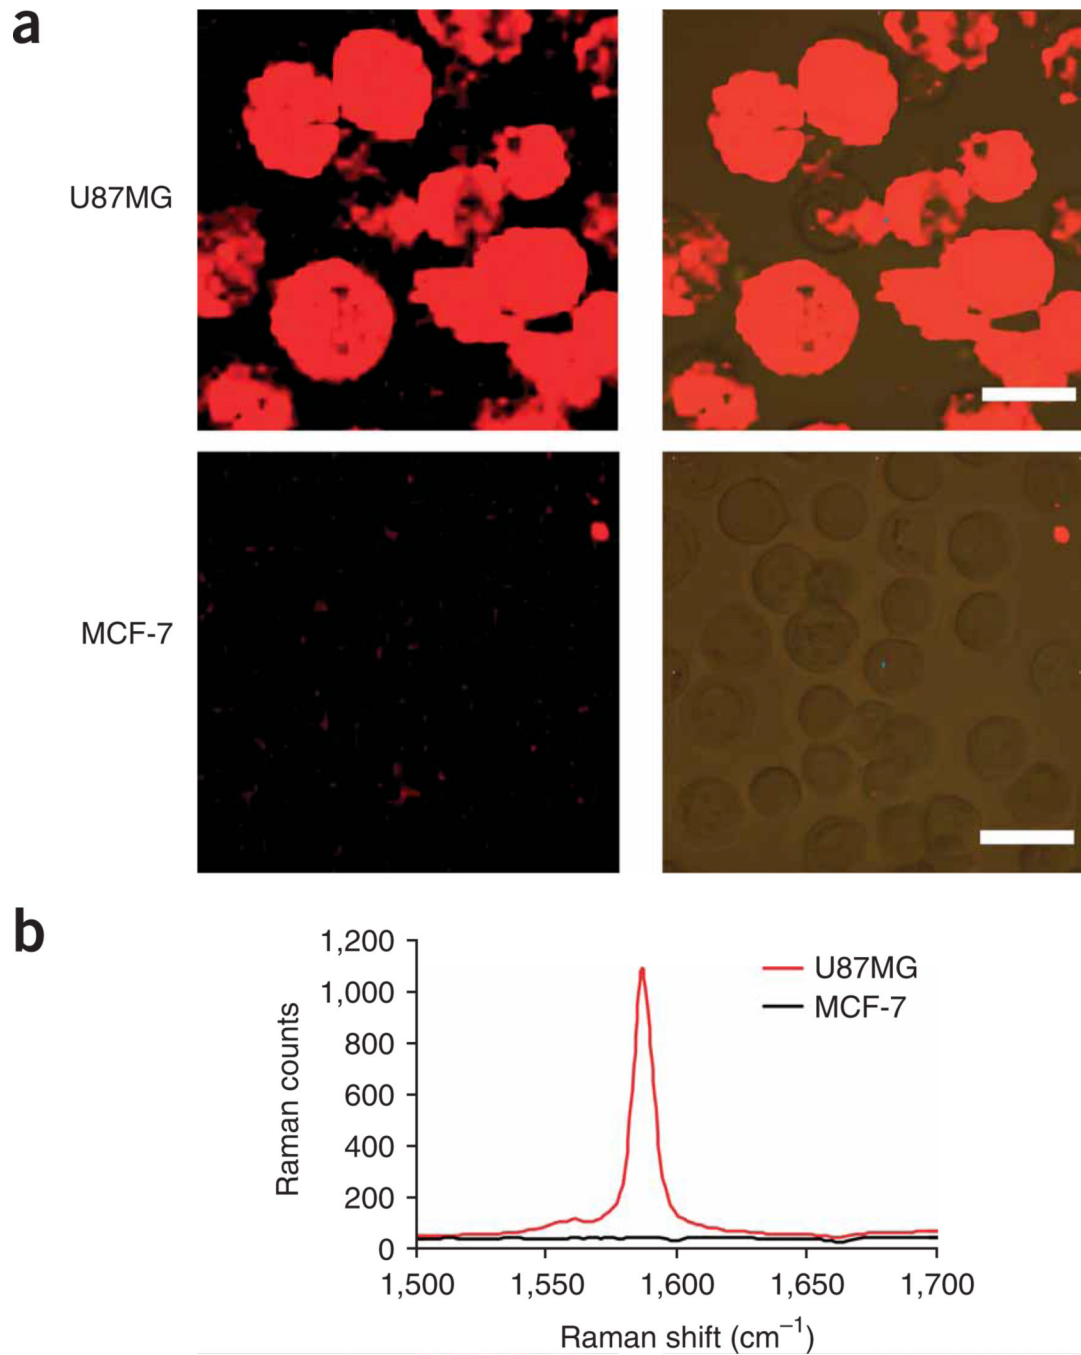 a
U87MG
MCF-7
b
1,200
1,000
800
600
400
200
0
Raman counts
U87MG
MCF-7
1,500 1,550 1,600 1,650 1,700
Raman shift (cm⁻¹)